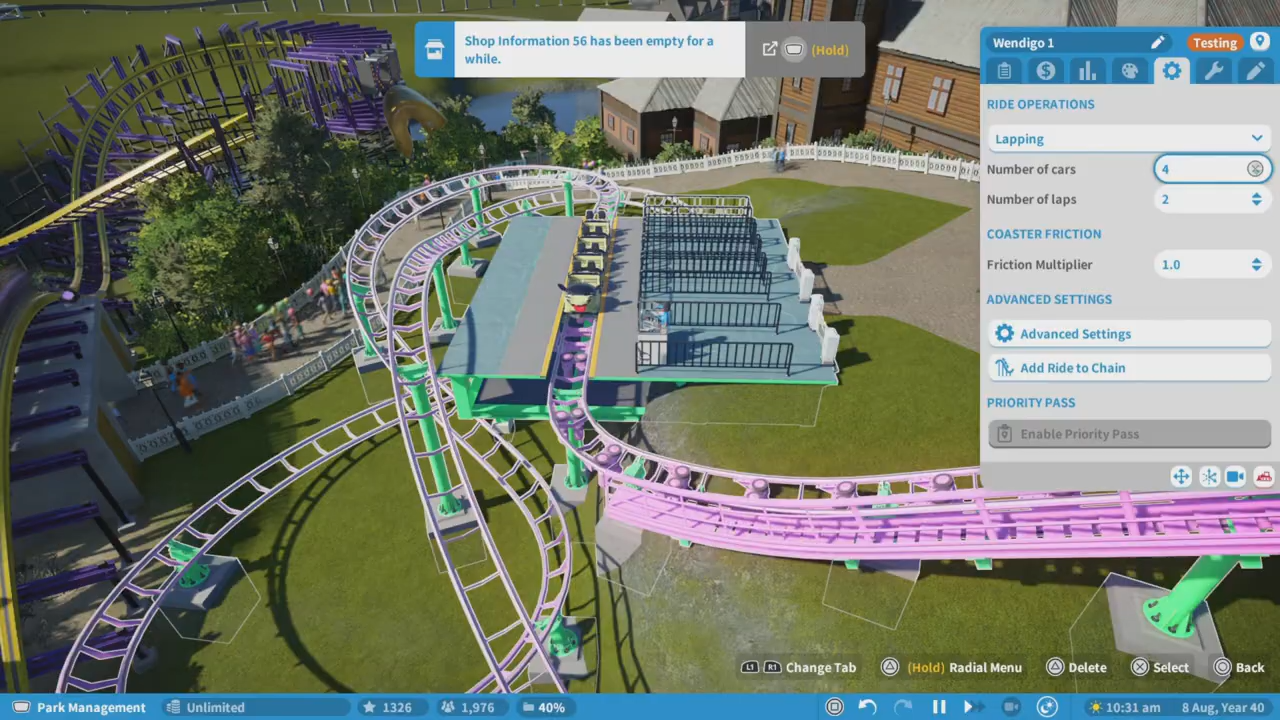 Shop Information 56 has been empty for a
while.
(Hold)
Wendigo 1
Testing
RIDE OPERATIONS
Lapping
Number of cars 4
Number of laps 2
COASTER FRICTION
Friction Multiplier 1.0
ADVANCED SETTINGS
Advanced Settings
Add Ride to Chain
PRIORITY PASS
Enable Priority Pass
L1 R1 Change Tab (Hold) Radial Menu Delete Select Back
Park Management Unlimited 1326 1,976 40% 10:31 am 8 Aug, Year 40